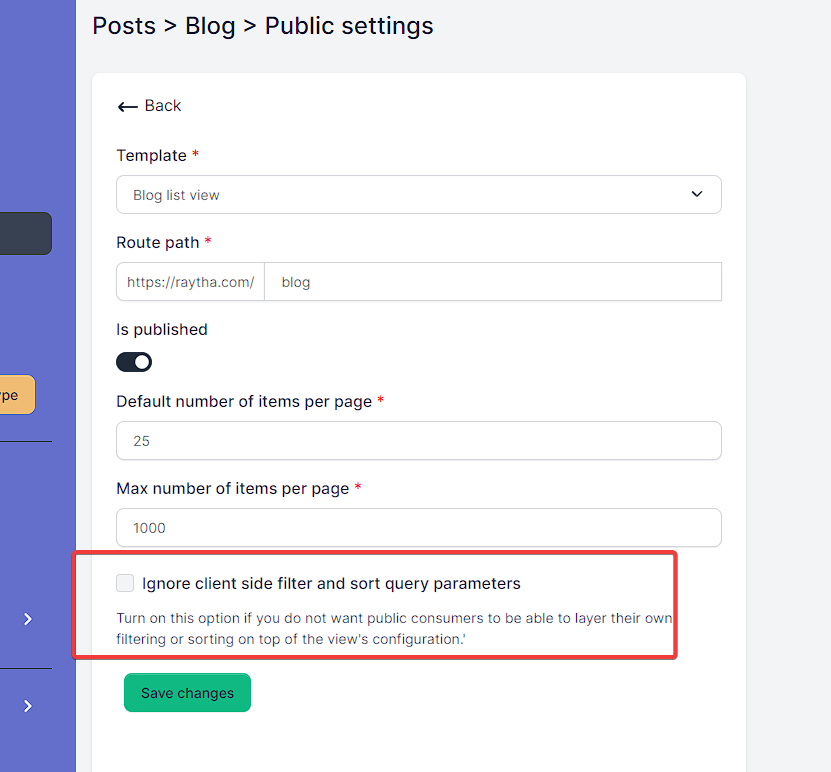 Posts > Blog > Public settings
Back
Template *
Blog list view
Route path *
https://raytha.com/ blog
Is published
ype
Default number of items per page *
25
Max number of items per page *
1000
Ignore client side filter and sort query parameters
Turn on this option if you do not want public consumers to be able to layer their own
filtering or sorting on top of the view's configuration.'
Save changes